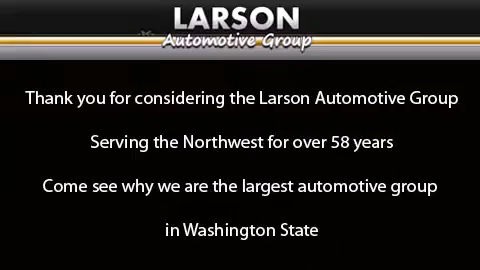 LARSON
Automotive Group
Thank you for considering the Larson Automotive Group
Serving the Northwest for over 58 years
Come see why we are the largest automotive group
in Washington State